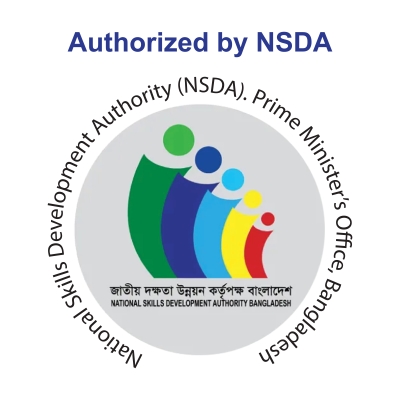 Authorized by NSDA
National Skills Development Authority (NSDA). Prime Minister's Office, Bangladesh
জাতীয় দক্ষতা উন্নয়ন কর্তৃপক্ষ বাংলাদেশ
NATIONAL SKILLS DEVELOPMENT AUTHORITY BANGLADESH